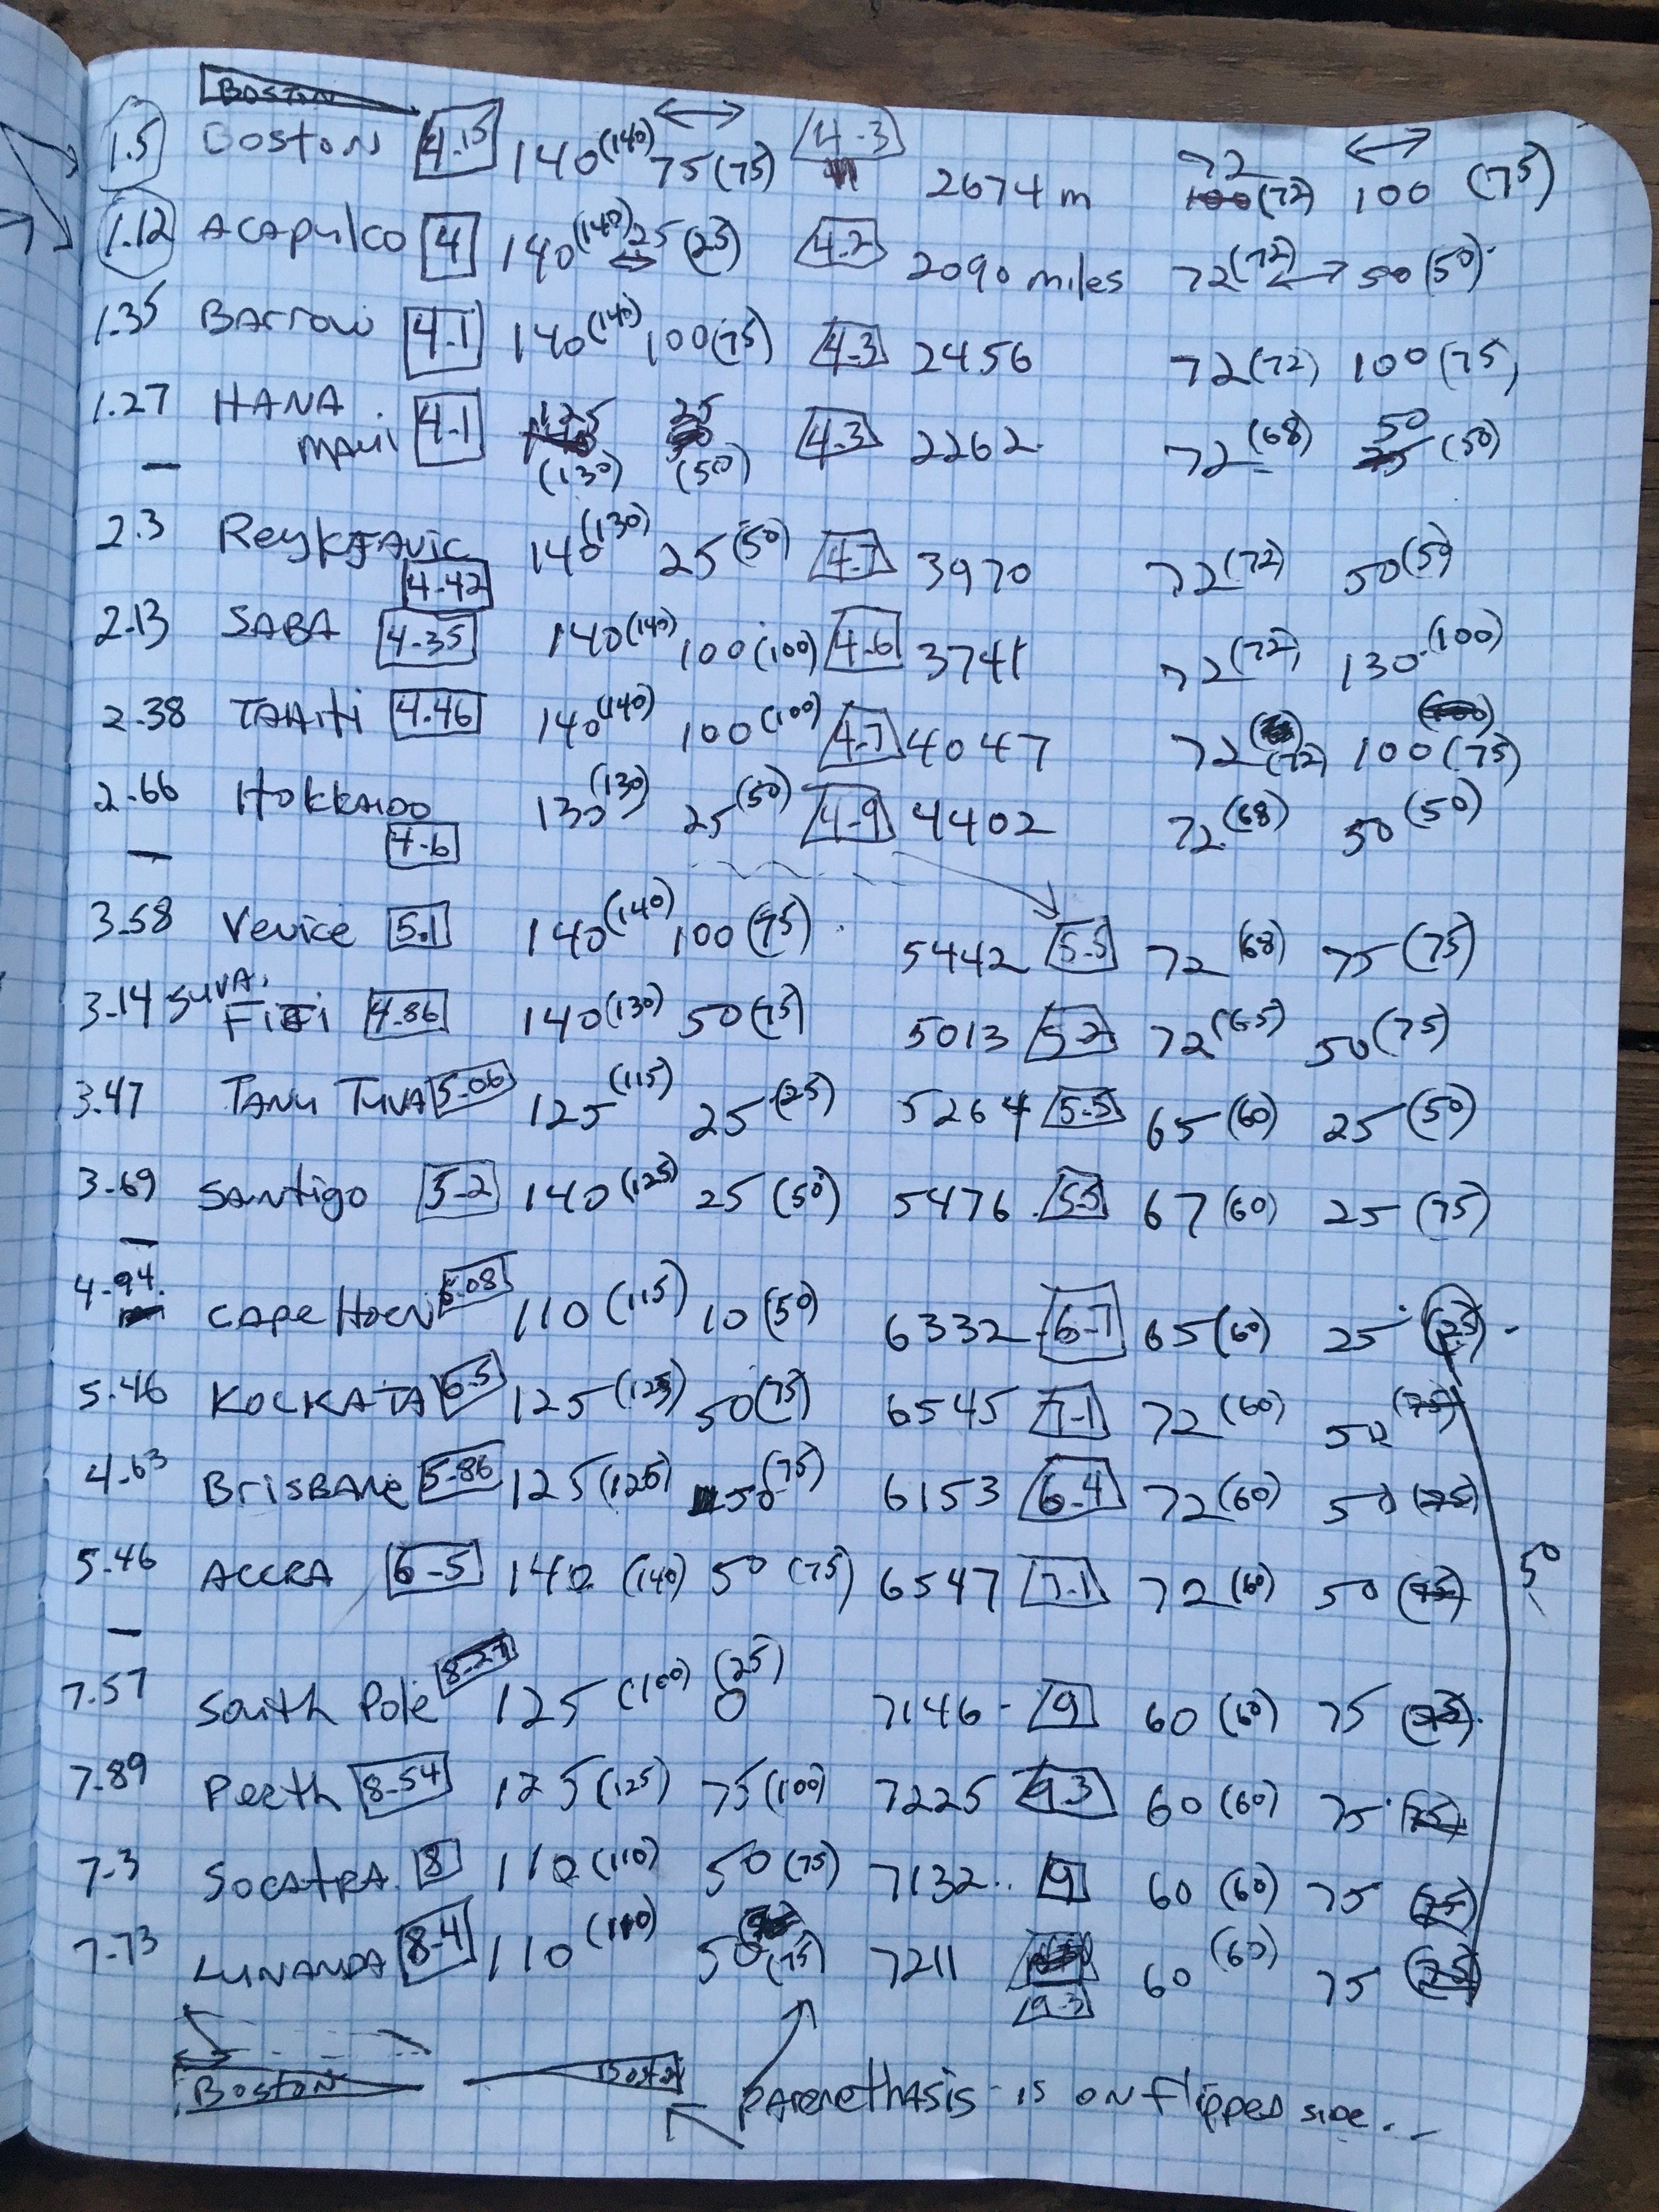 BOSTON
1.5 Boston 4.15 140(140) 75(75) 4.3 2674 m 72 100(72) 100 (75)
1.12 ACApulco 4 140(140) 25(25) 4.2 2090 miles 72(72) 50(50)
1.35 BArrow 4.1 140(140) 100(75) 4.3 2456 72(72) 100(75)
1.27 HANA 4.1 125 25 4.3 2262 72(68) 50 (50)
MAui (130) (50)
2.3 ReykJAvic 140(130) 25(50) 4.7 3970 72(72) 50(50)
4.42
2.13 SABA 4.35 140(140) 100(100) 4.6 3741 72(72) 130(100)
2.38 TAHiti 4.46 140(140) 100(100) 4.7 4047 72(72) 100(75)
2.66 HOKKAIDO 130(130) 25(50) 4.9 4402 72(68) 50(50)
4.6
3.58 Venice 5.1 140(140) 100(75) 5442 5.5 72(68) 75(75)
3.14 SUVA, FiJi 4.86 140(130) 50(75) 5013 5.2 72(65) 50(75)
3.47 TANU TUVA 5.06 125(115) 25(25) 5264 5.5 65(60) 25(50)
3.69 SANtigo 5.2 140(125) 25(50) 5476 5.5 67(60) 25(75)
4.94 CAPe HOrN 110(115) 10(50) 6332 6.7 65(60) 25
5.46 KOLKATA 6.5 125(125) 50(75) 6545 7.1 72(60) 50 (75)
4.63 BrisBANe 5.86 125(125) 50(75) 6153 6.4 72(60) 50 (75)
5.46 ACCRA 6.5 140 (140) 50 (75) 6547 7.1 72(60) 50 (75)
50
7.57 South Pole 8.27 125(100) 0(25) 7146 9 60(60) 75
7.89 Perth 8.54 125(125) 75(100) 7225 9.3 60(60) 75 (75)
7.3 SOCATRA 8 110(110) 50(75) 7132 9 60(60) 75 (75)
7.73 LUNANDA 8.4 110(110) 50(75) 7211 60(60) 75 (75)
9.2
BOSTON Boston PArenethAsis is ON flipped side.